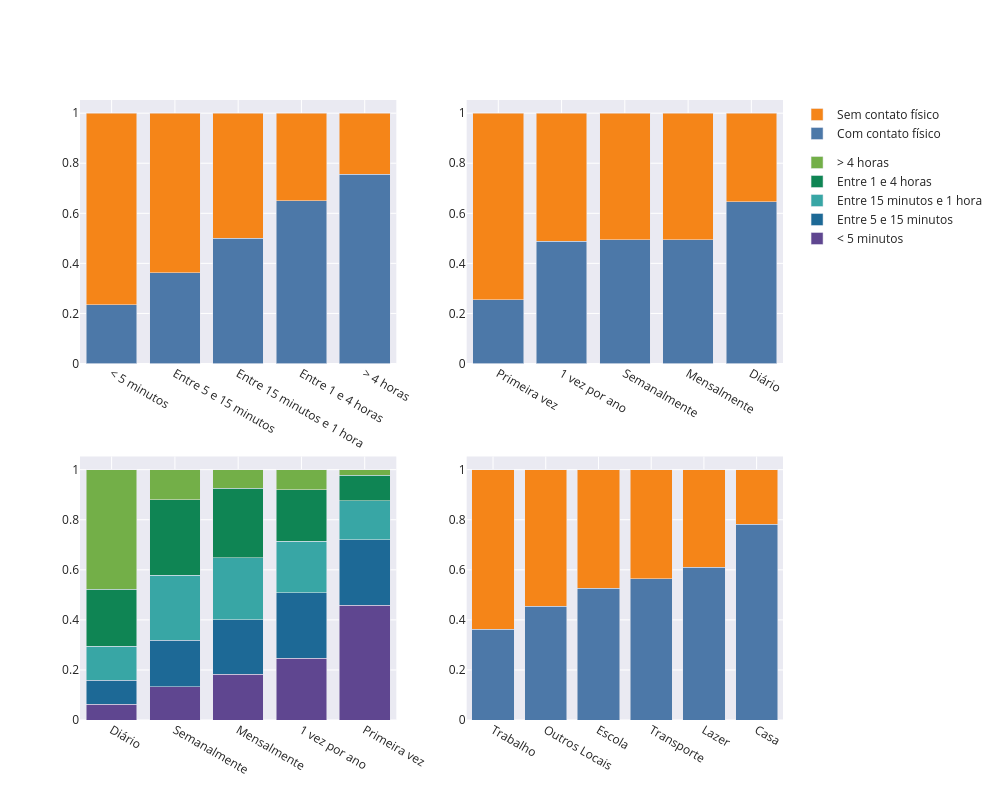 1
0.8
0.6
0.4
0.2
0
< 5 minutos
Entre 5 e 15 minutos
Entre 15 minutos e 1 hora
Entre 1 e 4 horas
> 4 horas
1
0.8
0.6
0.4
0.2
0
Primeira vez
1 vez por ano
Semanalmente
Mensalmente
Diário
Sem contato físico
Com contato físico
> 4 horas
Entre 1 e 4 horas
Entre 15 minutos e 1 hora
Entre 5 e 15 minutos
< 5 minutos
1
0.8
0.6
0.4
0.2
0
Diário
Semanalmente
Mensalmente
1 vez por ano
Primeira vez
1
0.8
0.6
0.4
0.2
0
Trabalho
Outros Locais
Escola
Transporte
Lazer
Casa